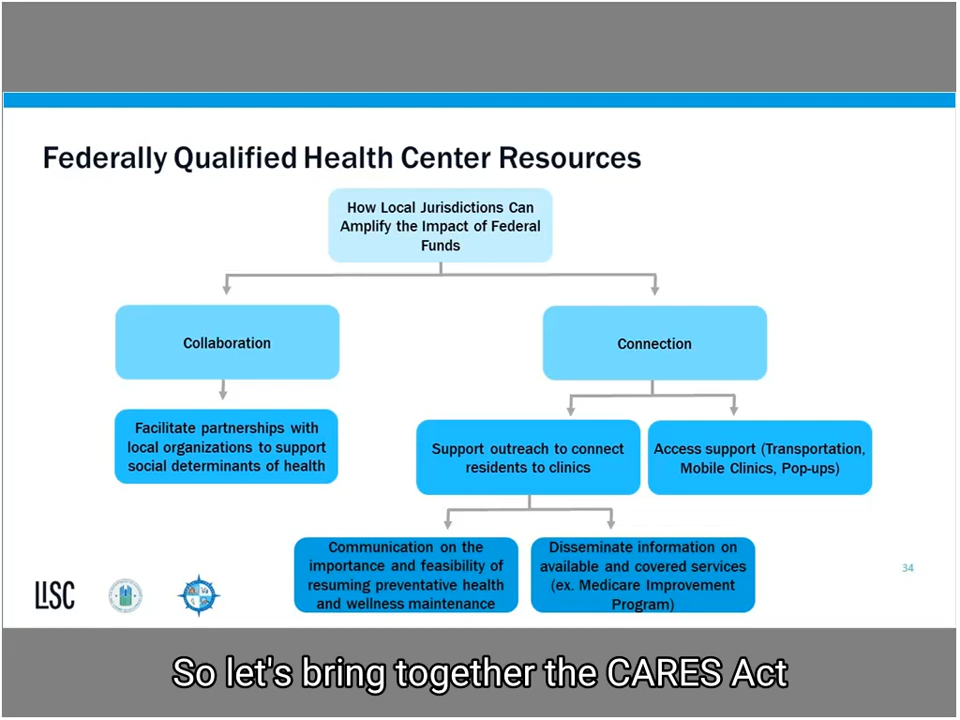 Federally Qualified Health Center Resources
How Local Jurisdictions Can
Amplify the Impact of Federal
Funds
Collaboration
Connection
Facilitate partnerships with
local organizations to support
social determinants of health
Support outreach to connect
residents to clinics
Access support (Transportation,
Mobile Clinics, Pop-ups)
Communication on the
importance and feasibility of
resuming preventative health
and wellness maintenance
Disseminate information on
available and covered services
(ex. Medicare Improvement
Program)
34
LISC
So let's bring together the CARES Act